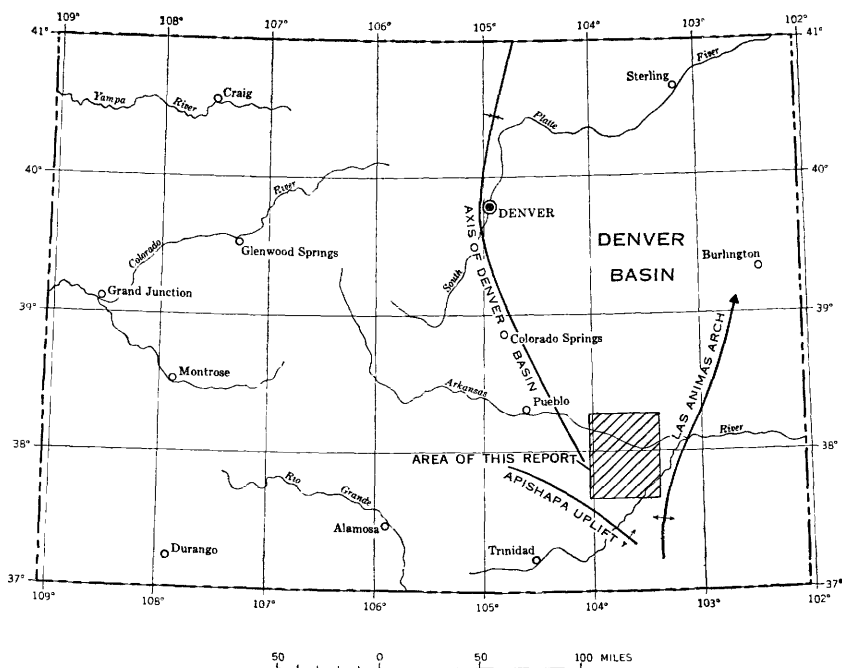 109° 108° 107° 106° 105° 104° 103° 102°
41° 41°
Sterling
River
Craig
Yampa River
Platte
40° 40°
River
DENVER
DENVER
BASIN
AXIS OF DENVER BASIN
Burlington
Colorado
Glenwood Springs
South
Grand Junction
39° 39°
Colorado Springs
LAS ANIMAS ARCH
Montrose
Arkansas
Pueblo
River
38° 38°
AREA OF THIS REPORT
APISHAPA UPLIFT
Rio Grande
Alamosa
Durango
Trinidad
37° 37°
109° 108° 107° 106° 105° 104° 103° 102°
50 0 50 100 MILES